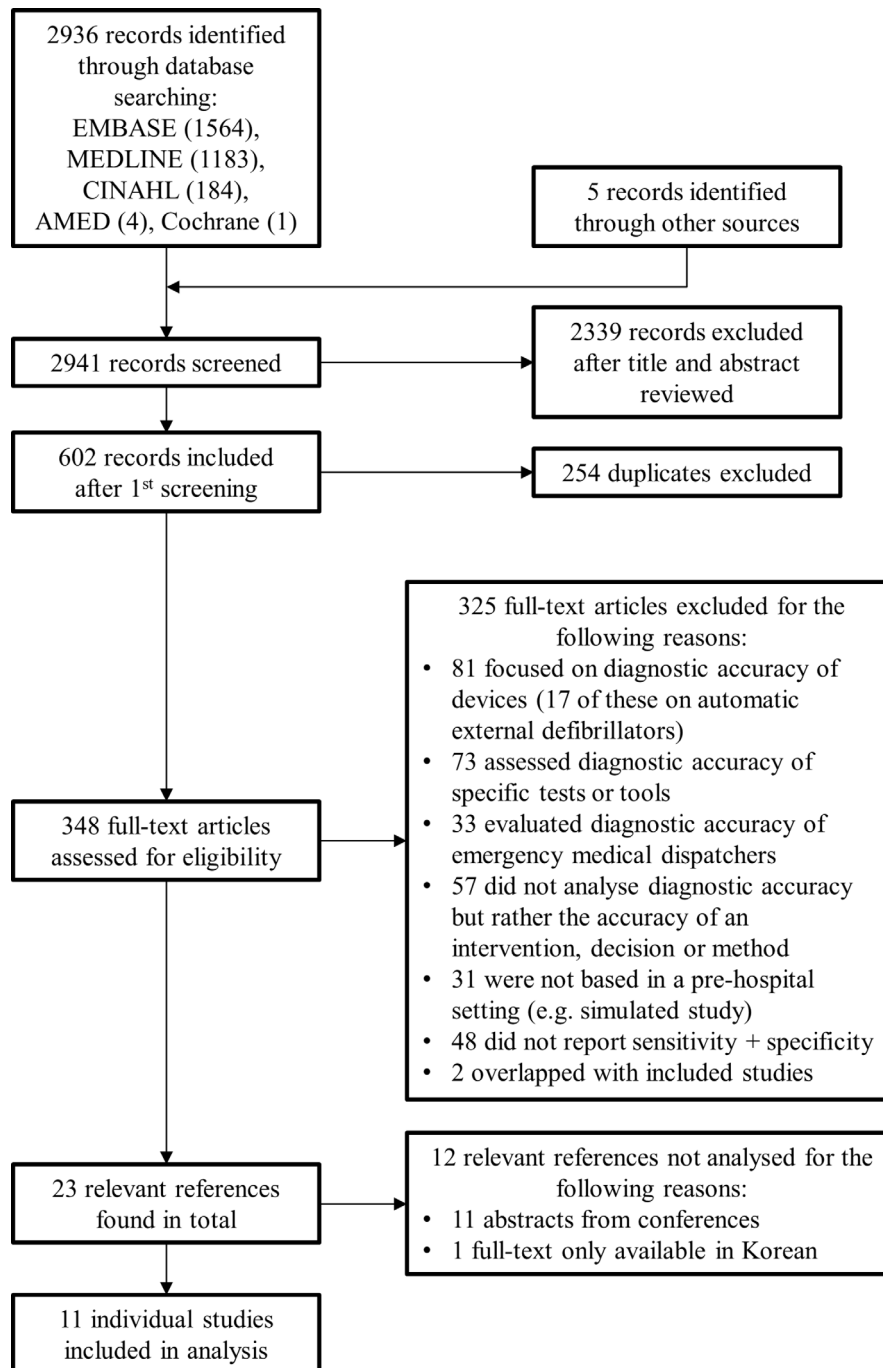 2936 records identified
through database
searching:
EMBASE (1564),
MEDLINE (1183),
CINAHL (184),
AMED (4), Cochrane (1)
5 records identified
through other sources
2941 records screened
2339 records excluded
after title and abstract
reviewed
602 records included
after 1st screening
254 duplicates excluded
348 full-text articles
assessed for eligibility
325 full-text articles excluded for the
following reasons:
• 81 focused on diagnostic accuracy of
devices (17 of these on automatic
external defibrillators)
• 73 assessed diagnostic accuracy of
specific tests or tools
• 33 evaluated diagnostic accuracy of
emergency medical dispatchers
• 57 did not analyse diagnostic accuracy
but rather the accuracy of an
intervention, decision or method
• 31 were not based in a pre-hospital
setting (e.g. simulated study)
• 48 did not report sensitivity + specificity
• 2 overlapped with included studies
23 relevant references
found in total
12 relevant references not analysed for the
following reasons:
• 11 abstracts from conferences
• 1 full-text only available in Korean
11 individual studies
included in analysis